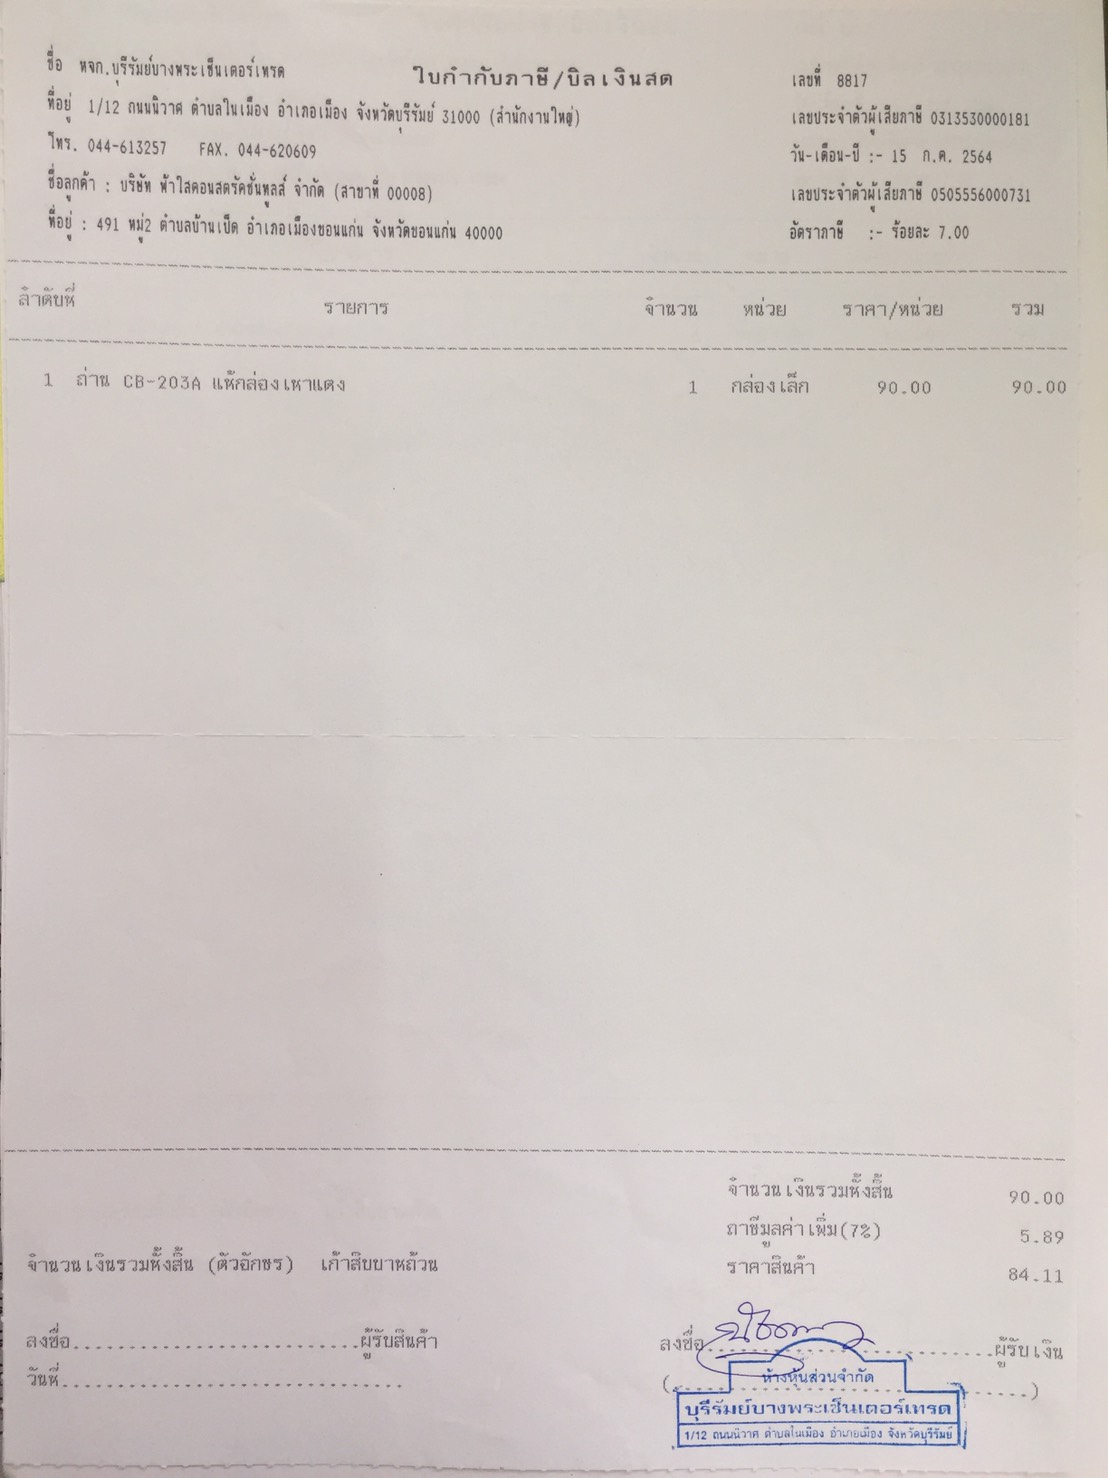 ชื่อ หจก.บุรีรัมย์บางพระเซ็นเตอร์เทรด
ใบกำกับภาษี/บิลเงินสด
เลขที่ 8817
ที่อยู่ 1/12 ถนนนิวาศ ตำบลในเมือง อำเภอเมือง จังหวัดบุรีรัมย์ 31000 (สำนักงานใหญ่)
เลขประจำตัวผู้เสียภาษี 0313530000181
โทร. 044-613257 FAX. 044-620609
วัน-เดือน-ปี :- 15 ก.ค. 2564
ชื่อลูกค้า : บริษัท ฟ้าใสคอนสตรัคชั่นทูลส์ จำกัด (สาขาที่ 00008)
เลขประจำตัวผู้เสียภาษี 0505556000731
ที่อยู่ : 491 หมู่2 ตำบลบ้านเป็ด อำเภอเมืองขอนแก่น จังหวัดขอนแก่น 40000
อัตราภาษี :- ร้อยละ 7.00
ลำดับที่ รายการ จำนวน หน่วย ราคา/หน่วย รวม
1 ถ่าน CB-203A แท้กล่องเทาแดง 1 กล่องเล็ก 90.00 90.00
จำนวนเงินรวมทั้งสิ้น 90.00
ภาษีมูลค่าเพิ่ม(7%) 5.89
จำนวนเงินรวมทั้งสิ้น (ตัวอักษร) เก้าสิบบาทถ้วน
ราคาสินค้า 84.11
ลงชื่อ..............................ผู้รับสินค้า
ลงชื่อ..............................ผู้รับเงิน
วันที่....................................
(....................................)
ห้างหุ้นส่วนจำกัด
บุรีรัมย์บางพระเซ็นเตอร์เทรด
1/12 ถนนนิวาศ ตำบลในเมือง อำเภอเมือง จังหวัดบุรีรัมย์